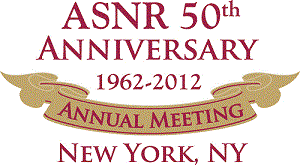 ASNR 50th
ANNIVERSARY
1962-2012
ANNUAL MEETING
NEW YORK, NY